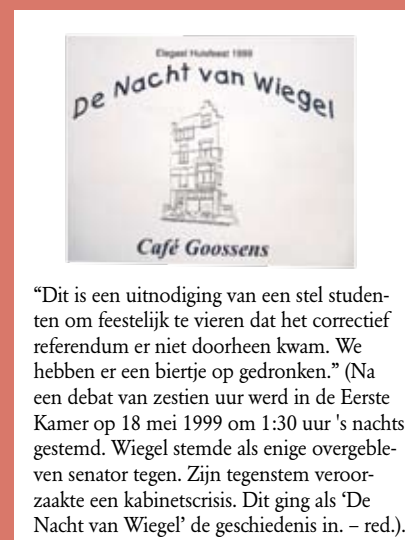 Elegast Huisfeest 1999
De Nacht van Wiegel
Café Goossens
“Dit is een uitnodiging van een stel studen-
ten om feestelijk te vieren dat het correctief
referendum er niet doorheen kwam. We
hebben er een biertje op gedronken.” (Na
een debat van zestien uur werd in de Eerste
Kamer op 18 mei 1999 om 1:30 uur 's nachts
gestemd. Wiegel stemde als enige overgeble-
ven senator tegen. Zijn tegenstem veroor-
zaakte een kabinetscrisis. Dit ging als ‘De
Nacht van Wiegel’ de geschiedenis in. – red.).